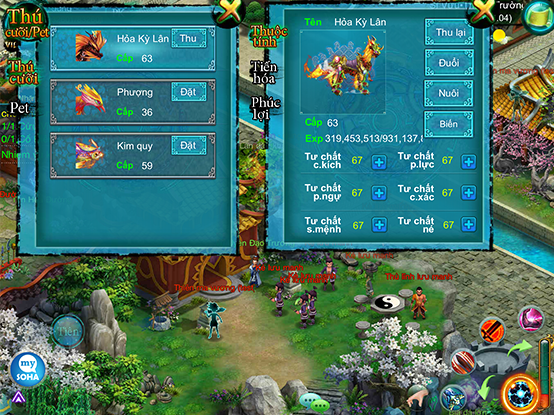 Thú
cưỡi/Pet
Thú
cưỡi
Pet
Hỏa Kỳ Lân
Cấp 63
Thu
Phượng
Cấp 36
Đặt
Kim quy
Cấp 59
Đặt
Thuộc
tính
Tiến
hóa
Phúc
lợi
Tên Hỏa Kỳ Lân
Cấp 63
Exp 319,453,513/931,137,
Thu lại
Đuổi
Nuôi
Biến
Tư chất
c.kích 67
Tư chất
p.lực 67
Tư chất
p.ngự 67
Tư chất
c.xác 67
Tư chất
s.mệnh 67
Tư chất
né 67
Tiên
my
SOHA